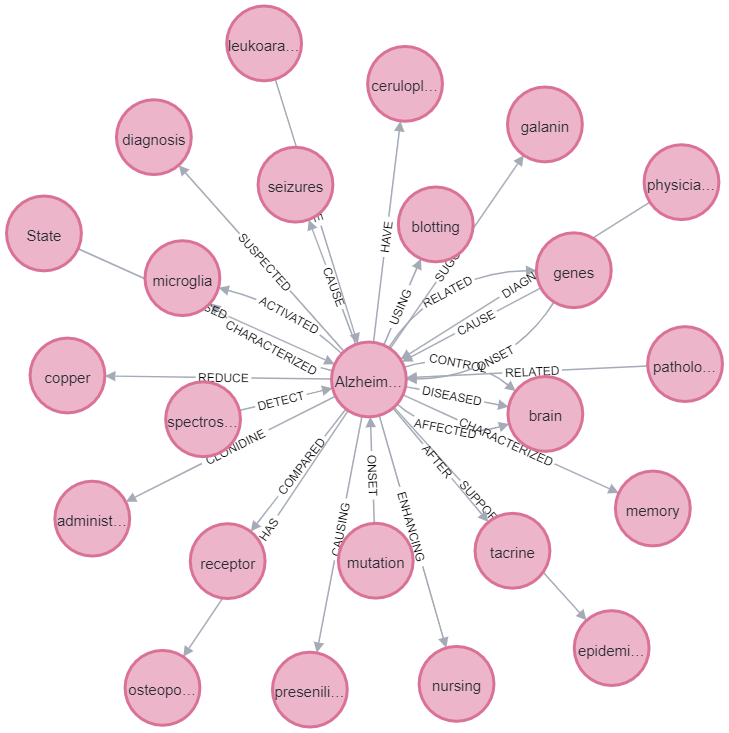 leukoara...
cerulopl...
galanin
diagnosis
seizures
physicia...
State
blotting
microglia
genes
HAVE
SUSPECTED
SUGG
CAUSE
USING
RELATED
DIAGN
ACTIVATED
SED
CHARACTERIZED
CAUSE
CONTROL
ONSET
copper
REDUCE
Alzheim...
RELATED
patholo...
spectros...
DETECT
DISEASED
brain
CLONIDINE
AFFECTED
CHARACTERIZED
administ...
COMPARED
AFTER
SUPPOR
memory
HAS
ONSET
ENHANCING
CAUSING
receptor
mutation
tacrine
osteopo...
presenili...
nursing
epidemi...